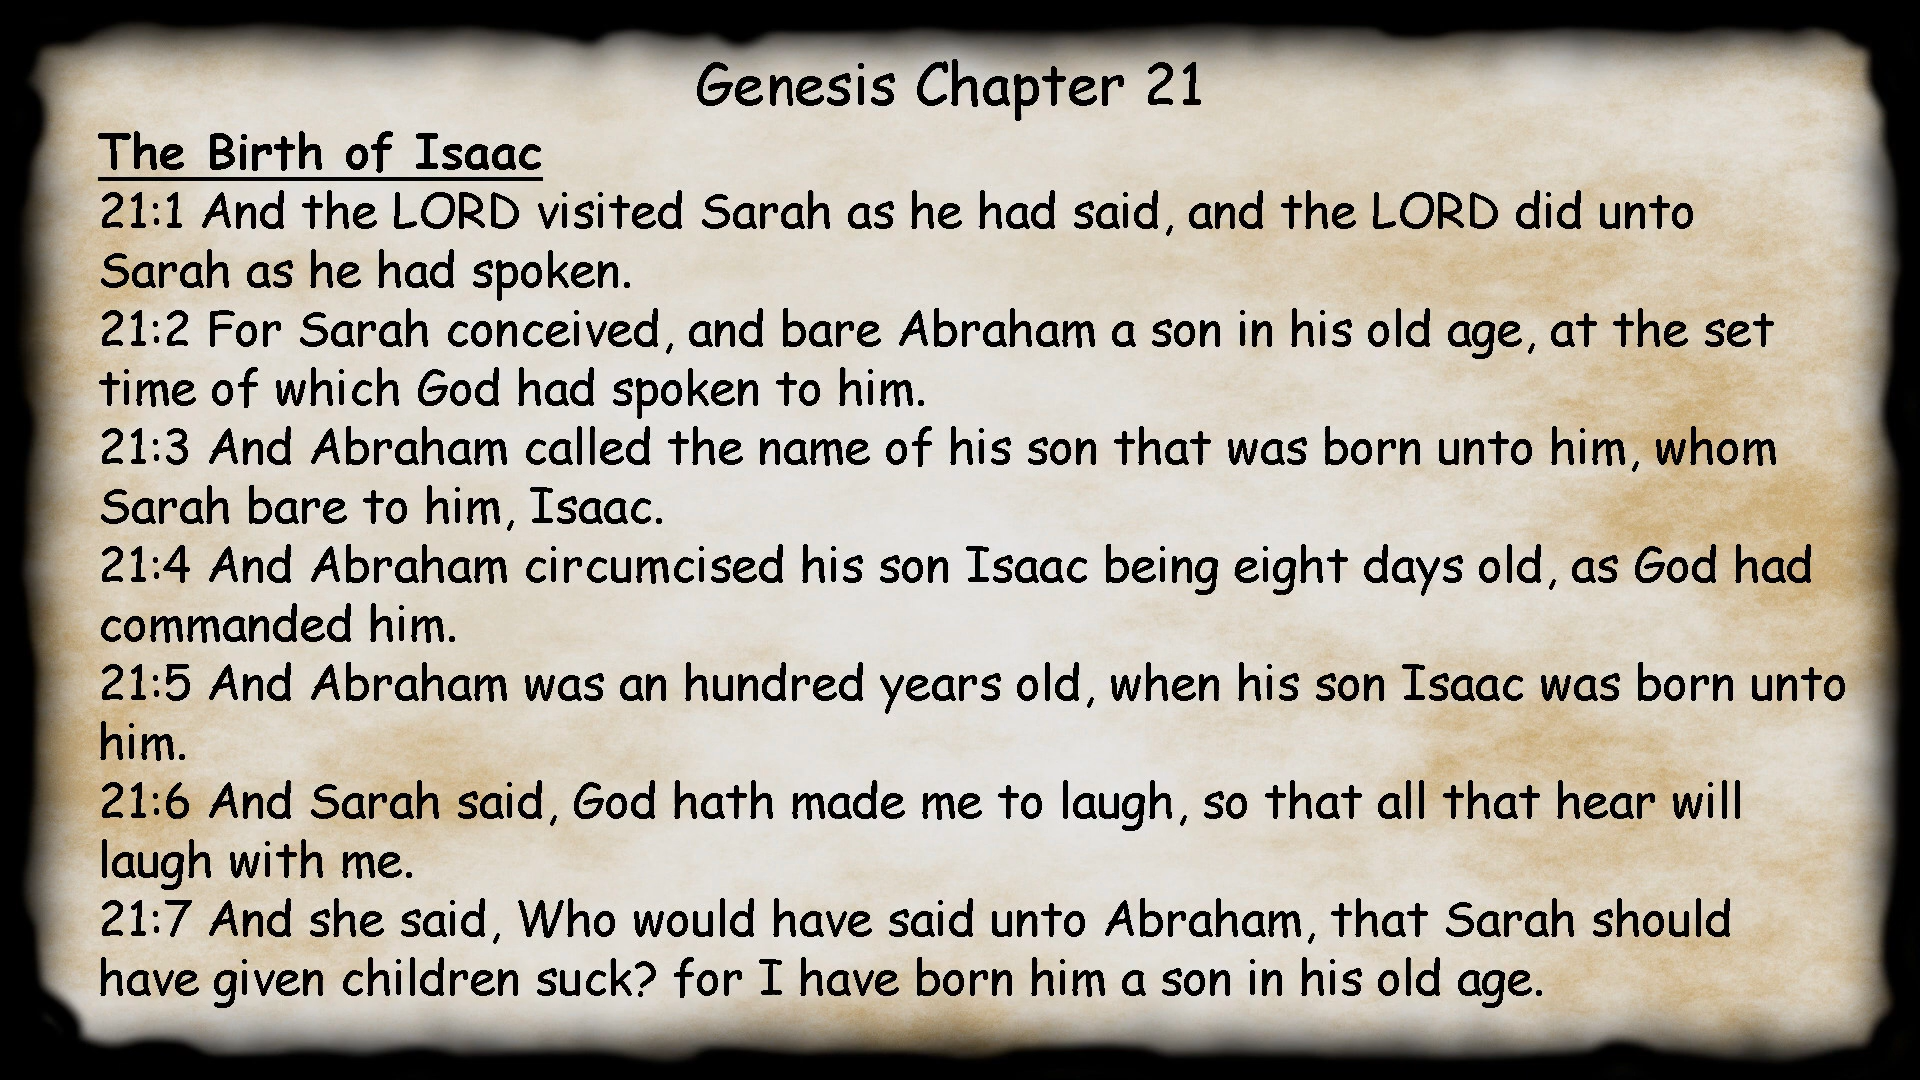 Genesis Chapter 21
The Birth of Isaac
21:1 And the LORD visited Sarah as he had said, and the LORD did unto
Sarah as he had spoken.
21:2 For Sarah conceived, and bare Abraham a son in his old age, at the set
time of which God had spoken to him.
21:3 And Abraham called the name of his son that was born unto him, whom
Sarah bare to him, Isaac.
21:4 And Abraham circumcised his son Isaac being eight days old, as God had
commanded him.
21:5 And Abraham was an hundred years old, when his son Isaac was born unto
him.
21:6 And Sarah said, God hath made me to laugh, so that all that hear will
laugh with me.
21:7 And she said, Who would have said unto Abraham, that Sarah should
have given children suck? for I have born him a son in his old age.